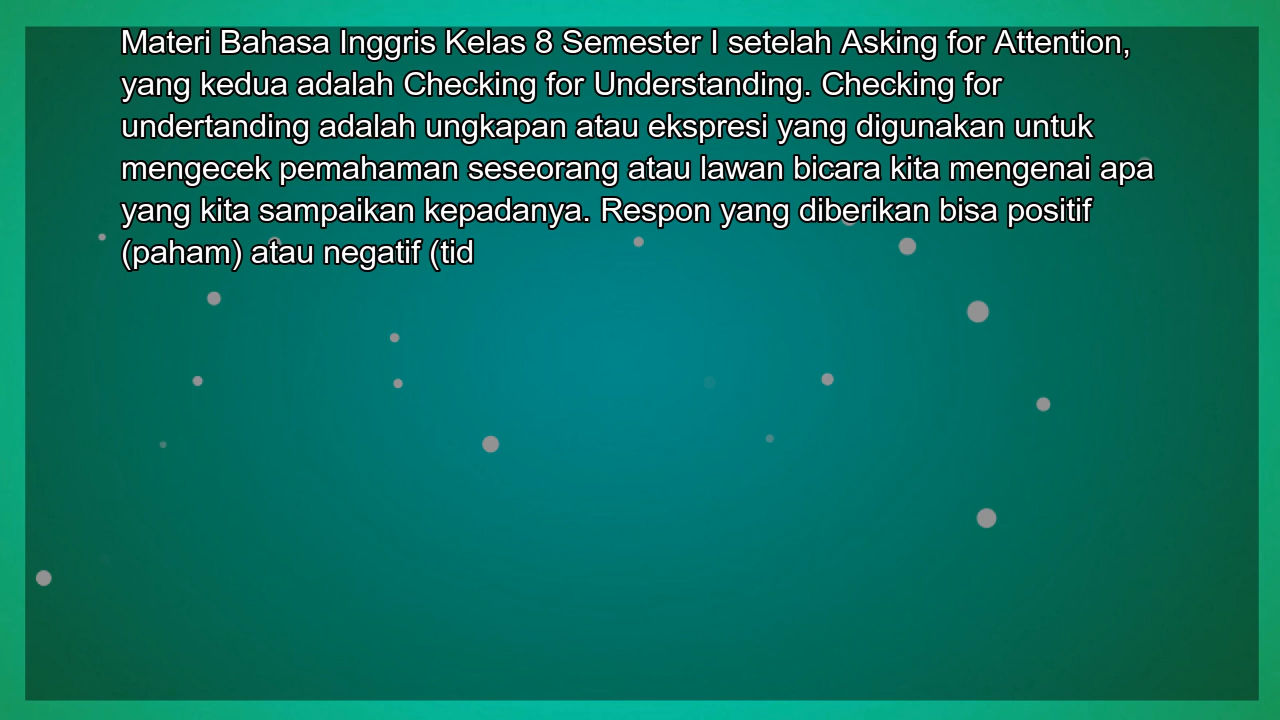 Materi Bahasa Inggris Kelas 8 Semester I setelah Asking for Attention,
yang kedua adalah Checking for Understanding. Checking for
undertanding adalah ungkapan atau ekspresi yang digunakan untuk
mengecek pemahaman seseorang atau lawan bicara kita mengenai apa
yang kita sampaikan kepadanya. Respon yang diberikan bisa positif
(paham) atau negatif (tid